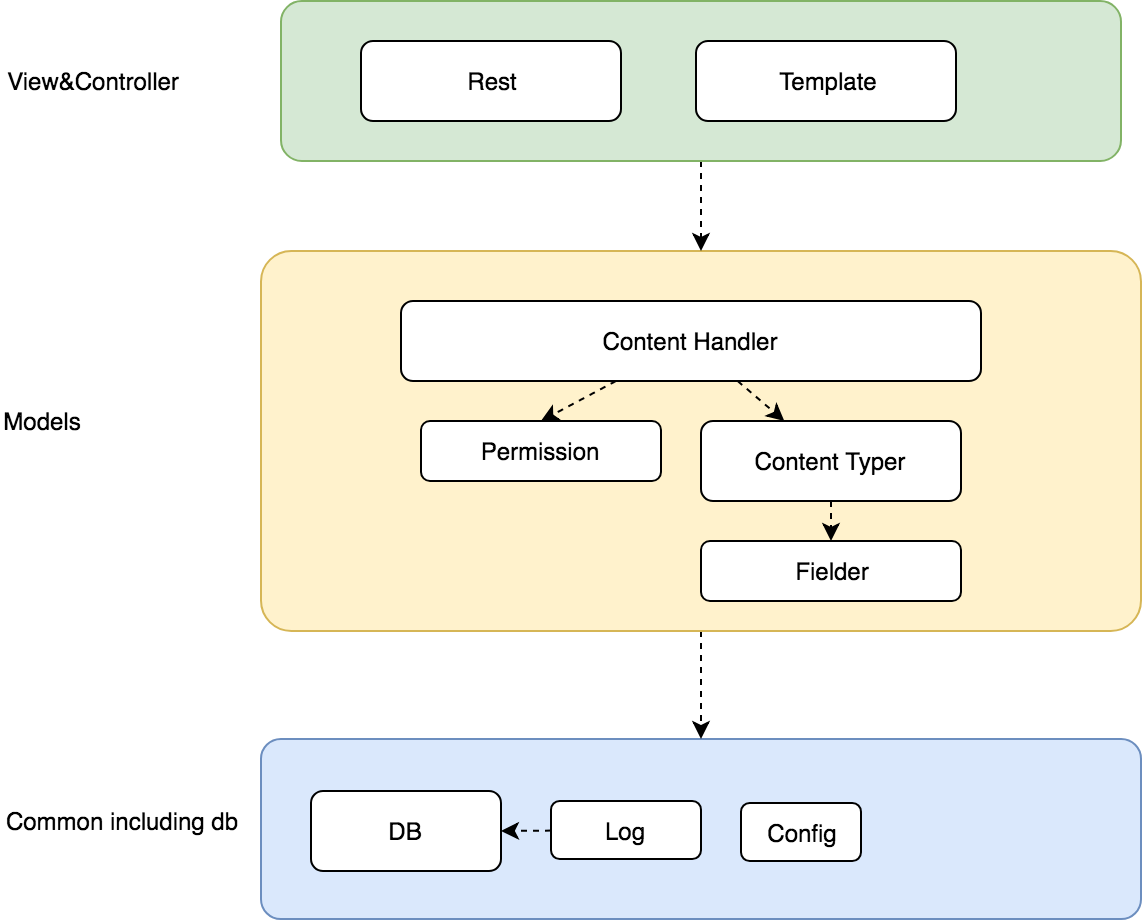 View&Controller
Rest
Template
Models
Content Handler
Permission
Content Typer
Fielder
Common including db
DB
Log
Config